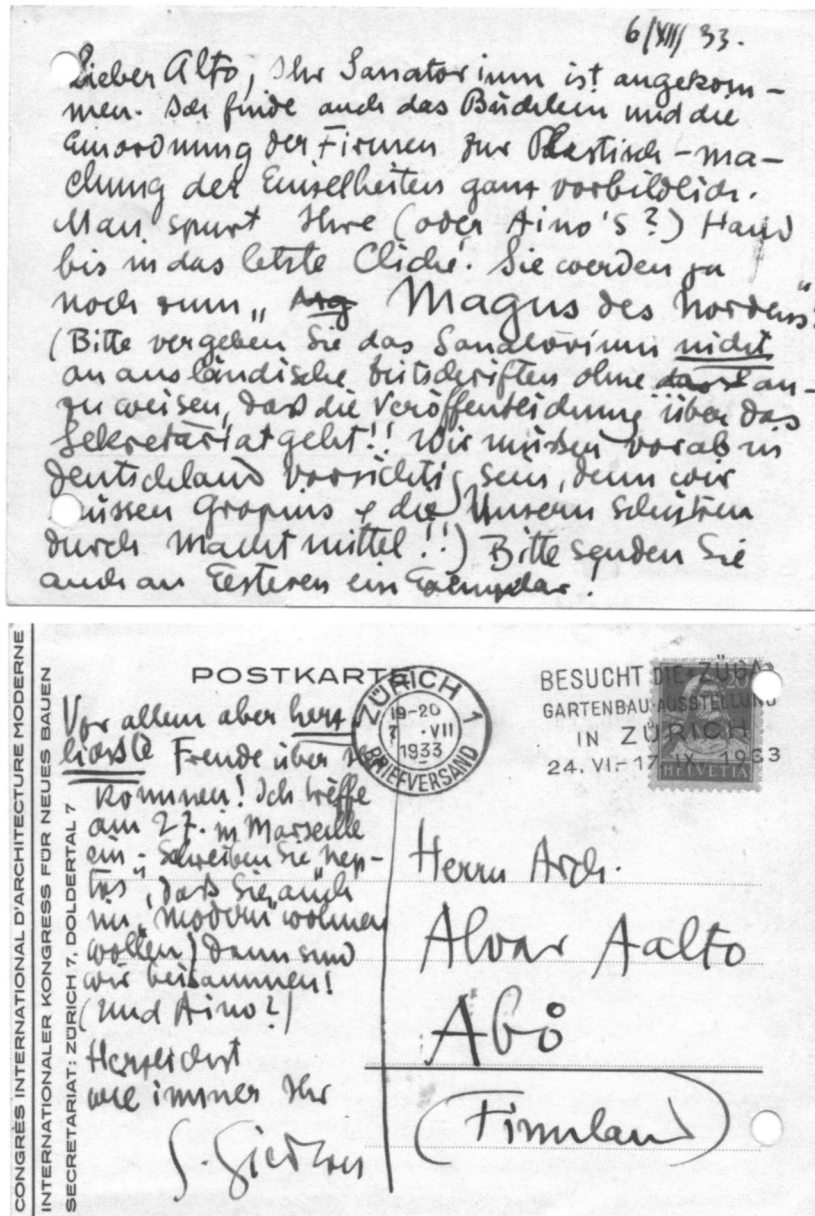 6/VII/ 33.
Lieber Alto, Ihr Sanatorium ist angekom-
men. Ich finde auch das Büchlein und die
Einordnung der Firmen zur Plastisch-ma-
chung der Einzelheiten ganz vorbildlich.
Man spürt Ihre (oder Aino's?) Hand
bis in das letzte Cliché. Sie werden ja
noch zum „ Magus des Nordens"!
(Bitte vergeben Sie das Sanatorium nicht
an ausländische Zeitschriften ohne an-
zuweisen, daß die Veröffentlichung über das
Sekretariat geht!! Wir müssen vorab in
Deutschland vorsichtig sein, denn wir
müssen Gropius & die Unsern schützen
durch Machtmittel!!) Bitte senden Sie
auch an Eesteren ein Exemplar!
CONGRÈS INTERNATIONAL D'ARCHITECTURE MODERNE
INTERNATIONALER KONGRESS FÜR NEUES BAUEN
SECRETARIAT: ZÜRICH 7, DOLDERTAL 7
POSTKARTE
ZÜRICH 1
19-20
7 · VII
1933
BRIEFVERSAND
BESUCHT DIE ZÜGA
GARTENBAU-AUSSTELLUNG
IN ZÜRICH
24. VI.-17. IX. 1933
HELVETIA
Vor allem aber herz-
lichste Freude über
kommen! Ich treffe
am 27. in Marseille
ein - Schreiben Sie „Nep-
tos", daß Sie auch
im „Modern" wohnen
wollen) dann sind
wir beisammen!
(Und Aino?)
Herzlichst
wie immer Ihr
S. Giedion
Herrn Arch.
Alvar Aalto
Abo
(Finnland)